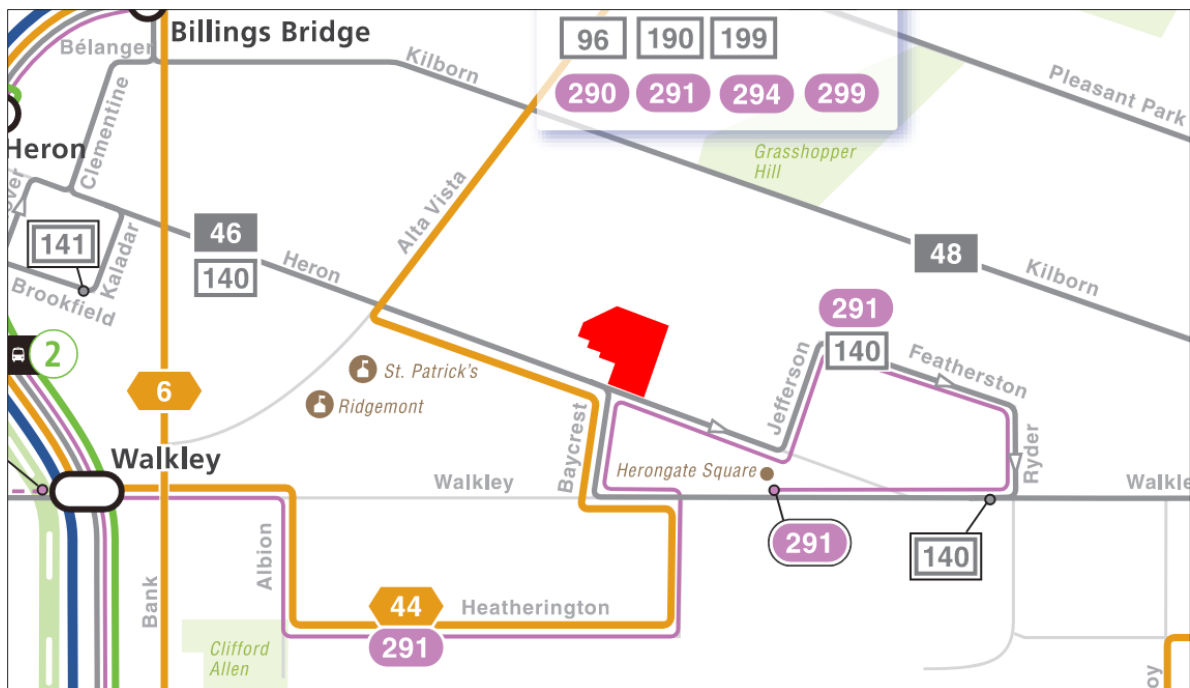 Billings Bridge
Bélanger
Kilborn
96
190
199
290
291
294
299
Pleasant Park
Grasshopper
Hill
Clementine
Heron
Alta Vista
46
140
Heron
141
Kaladar
Brookfield
48
Kilborn
291
140
Featherston
2
6
St. Patrick's
Ridgemont
Jefferson
Baycrest
Ryder
Herongate Square
Walkley
Walkley
291
140
Albion
Bank
44
Heatherington
291
Clifford
Allen